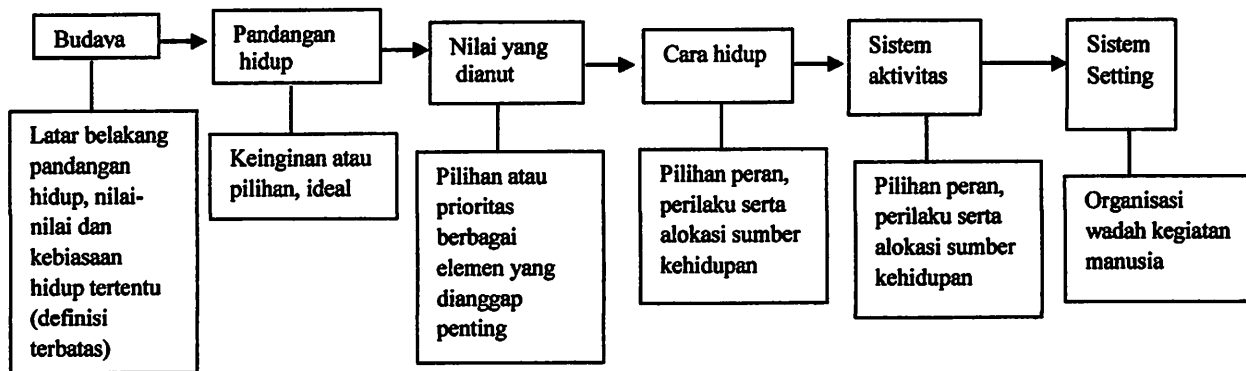 Budaya
Pandangan
hidup
Nilai yang
dianut
Cara hidup
Sistem
aktivitas
Sistem
Setting
Latar belakang
pandangan
hidup, nilai-
nilai dan
kebiasaan
hidup tertentu
(definisi
terbatas)
Keinginan atau
pilihan, ideal
Pilihan atau
prioritas
berbagai
elemen yang
dianggap
penting
Pilihan peran,
perilaku serta
alokasi sumber
kehidupan
Pilihan peran,
perilaku serta
alokasi sumber
kehidupan
Organisasi
wadah kegiatan
manusia